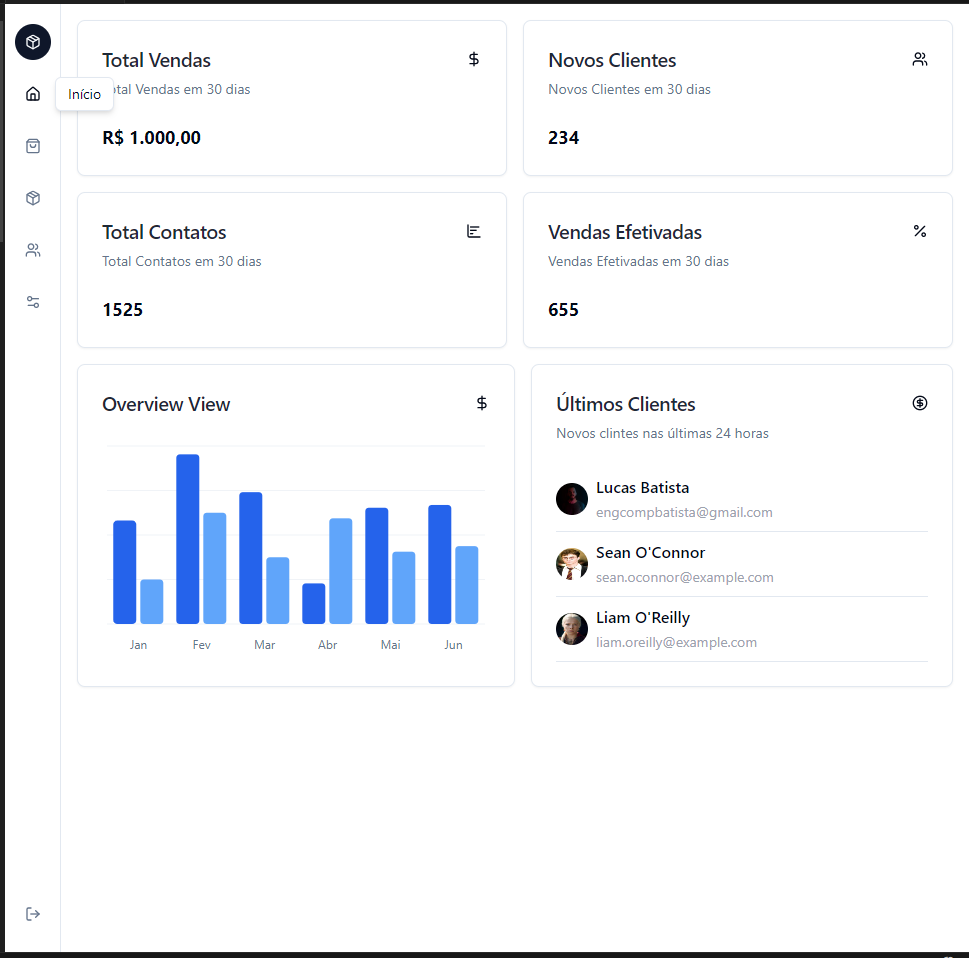 Total Vendas
Início
otal Vendas em 30 dias
R$ 1.000,00
Novos Clientes
Novos Clientes em 30 dias
234
Total Contatos
Total Contatos em 30 dias
1525
Vendas Efetivadas
Vendas Efetivadas em 30 dias
655
Overview View
Jan Fev Mar Abr Mai Jun
Últimos Clientes
Novos clintes nas últimas 24 horas
Lucas Batista
engcompbatista@gmail.com
Sean O'Connor
sean.oconnor@example.com
Liam O'Reilly
liam.oreilly@example.com